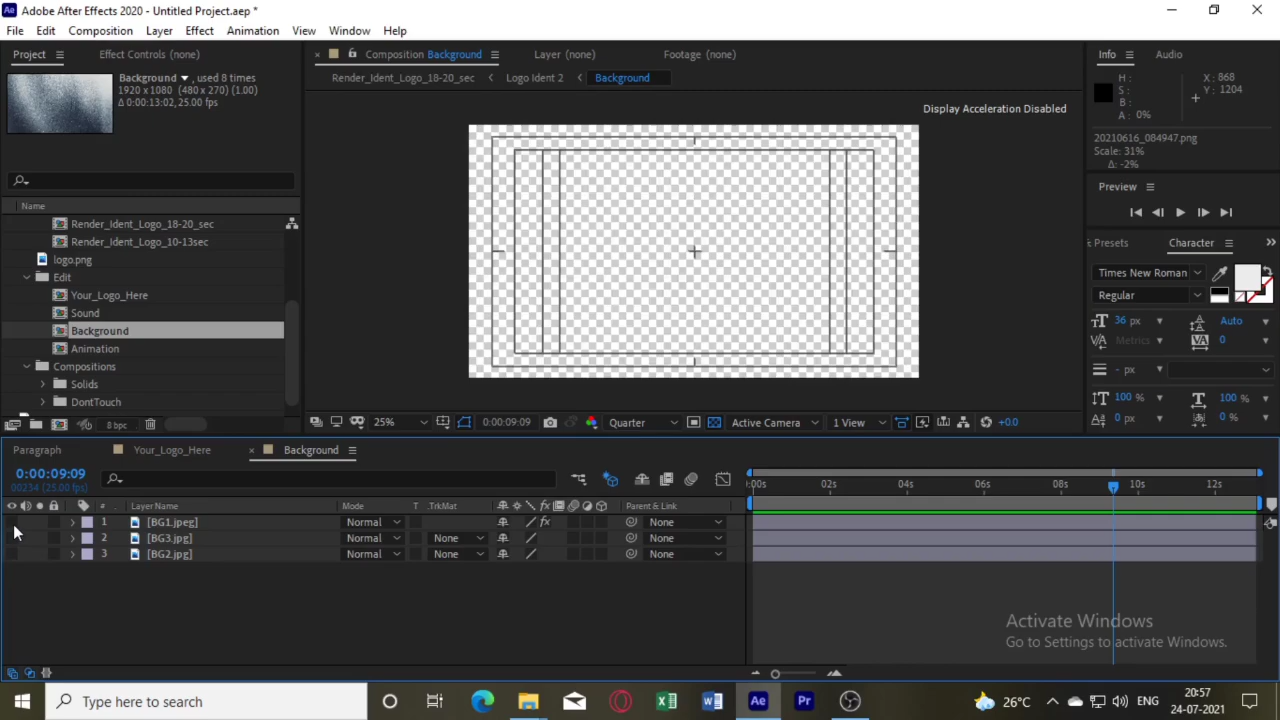 Adobe After Effects 2020 - Untitled Project.aep *
File Edit Composition Layer Effect Animation View Window Help
Project Effect Controls (none)
Composition Background Layer (none) Footage (none)
Info Audio
Background , used 8 times
1920 x 1080 (480 x 270) (1.00)
Δ 0:00:13:02, 25.00 fps
Render_Ident_Logo_18-20_sec Logo Ident 2 Background
Display Acceleration Disabled
H :
S :
B :
A : 0%
X : 868
Y : 1204
20210616_084947.png
Scale: 31%
Δ: -2%
Preview
Name
Render_Ident_Logo_18-20_sec
Render_Ident_Logo_10-13sec
logo.png
Edit
Your_Logo_Here
Sound
Background
Animation
Compositions
Solids
DontTouch
8 bpc
Presets Character
Times New Roman
Regular
36 px Auto
Metrics 0
- px
100 % 100 %
0 px 0 %
25% 0:00:09:09 Quarter Active Camera 1 View +0.0
Paragraph Your_Logo_Here Background
0:00:09:09
00234 (25.00 fps)
:00s 02s 04s 06s 08s 10s 12s
# Layer Name Mode T .TrkMat Parent & Link
1 [BG1.jpeg] Normal None
2 [BG3.jpg] Normal None None
3 [BG2.jpg] Normal None None
Activate Windows
Go to Settings to activate Windows.
Type here to search
26°C ENG 20:57
24-07-2021